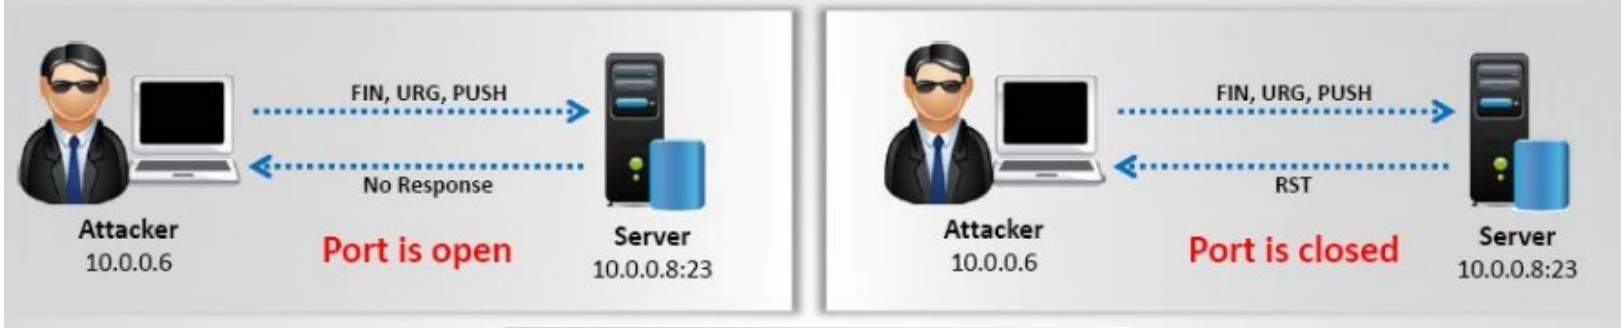 FIN, URG, PUSH
No Response
Attacker
10.0.0.6
Port is open
Server
10.0.0.8:23
FIN, URG, PUSH
RST
Attacker
10.0.0.6
Port is closed
Server
10.0.0.8:23